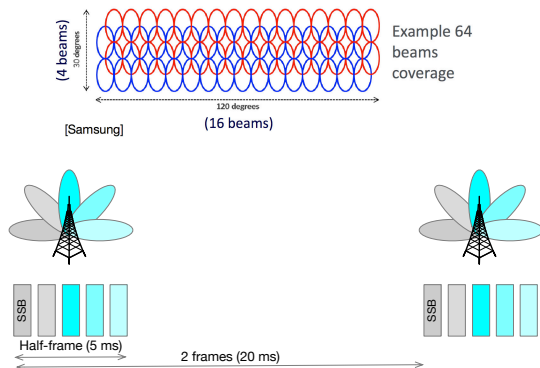 (4 beams)
30 degrees
Example 64
beams
coverage
120 degrees
(16 beams)
[Samsung]
SSB
SSB
Half-frame (5 ms)
2 frames (20 ms)